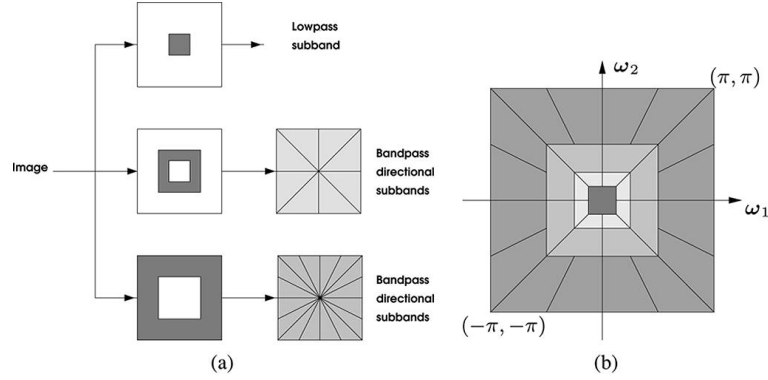 Lowpass
subband
Image
Bandpass
directional
subbands
Bandpass
directional
subbands
(a)
ω₂
(π, π)
ω₁
(−π, −π)
(b)